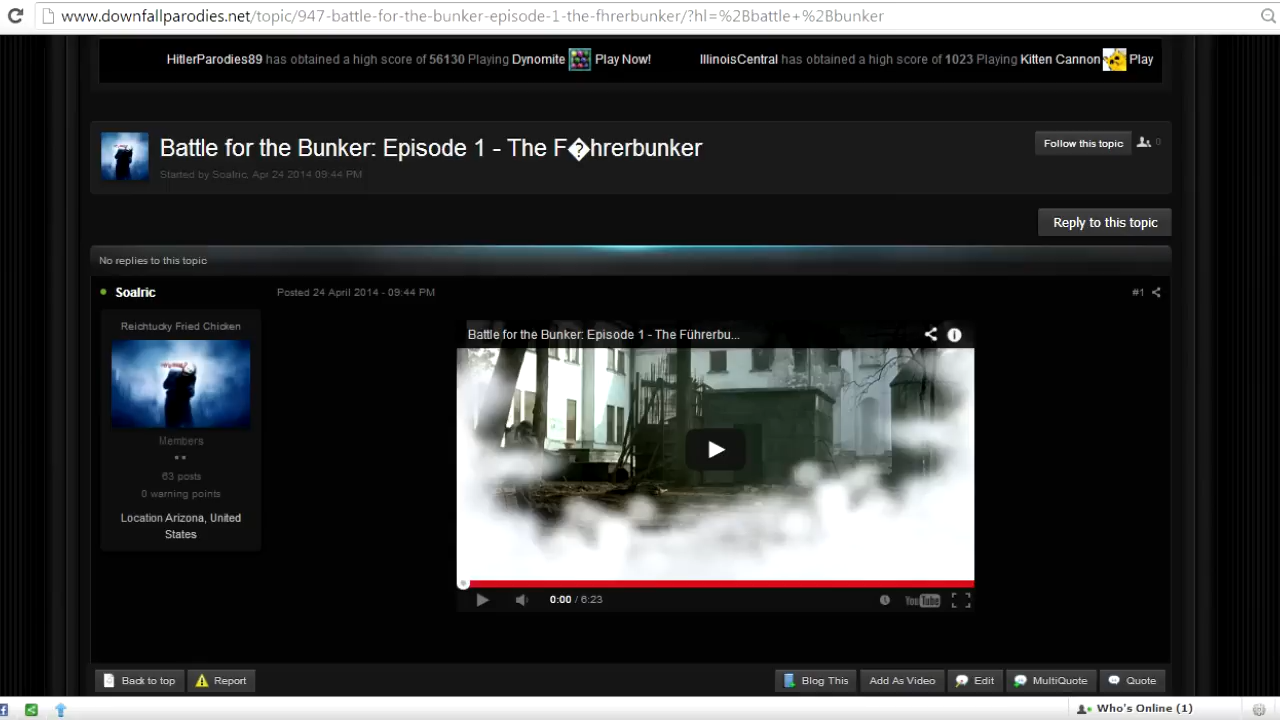 www.downfallparodies.net/topic/947-battle-for-the-bunker-episode-1-the-fhrerbunker/?hl=%2Bbattle+%2Bbunker
HitlerParodies89 has obtained a high score of 56130 Playing Dynomite Play Now! IllinoisCentral has obtained a high score of 1023 Playing Kitten Cannon Play
Battle for the Bunker: Episode 1 - The F�hrerbunker
Follow this topic 0
Started by Soalric, Apr 24 2014 09:44 PM
Reply to this topic
No replies to this topic
Soalric
Posted 24 April 2014 - 09:44 PM
#1
Reichtucky Fried Chicken
Members
63 posts
0 warning points
Location Arizona, United
States
Battle for the Bunker: Episode 1 - The Führerbu...
0:00 / 6:23
YouTube
Back to top Report Blog This Add As Video Edit MultiQuote Quote
Who's Online (1)